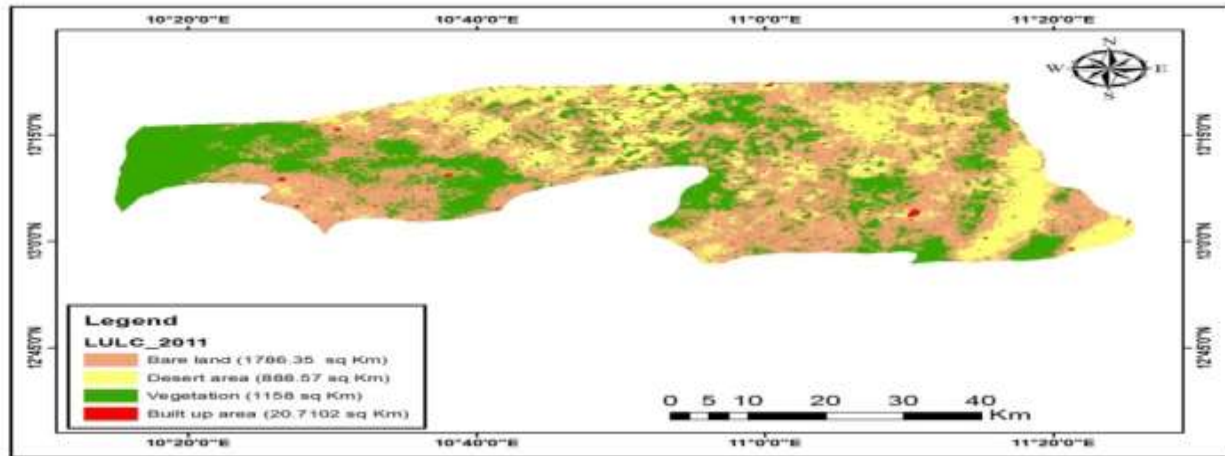 10°20'0"E 10°40'0"E 11°0'0"E 11°20'0"E
N
W E
S
13°15'0"N 13°15'0"N
13°0'0"N 13°0'0"N
12°45'0"N 12°45'0"N
Legend
LULC_2011
Bare land (1786.35 sq Km)
Desert area (866.57 sq Km)
Vegetation (1158 sq Km)
Built up area (20.7102 sq Km)
0 5 10 20 30 40
Km
10°20'0"E 10°40'0"E 11°0'0"E 11°20'0"E